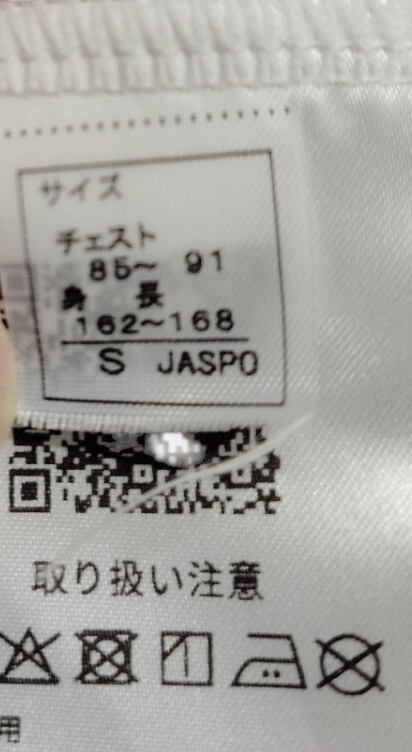 サイズ
チェスト
85～ 91
身 長
162～168
S JASPO
取り扱い注意
用